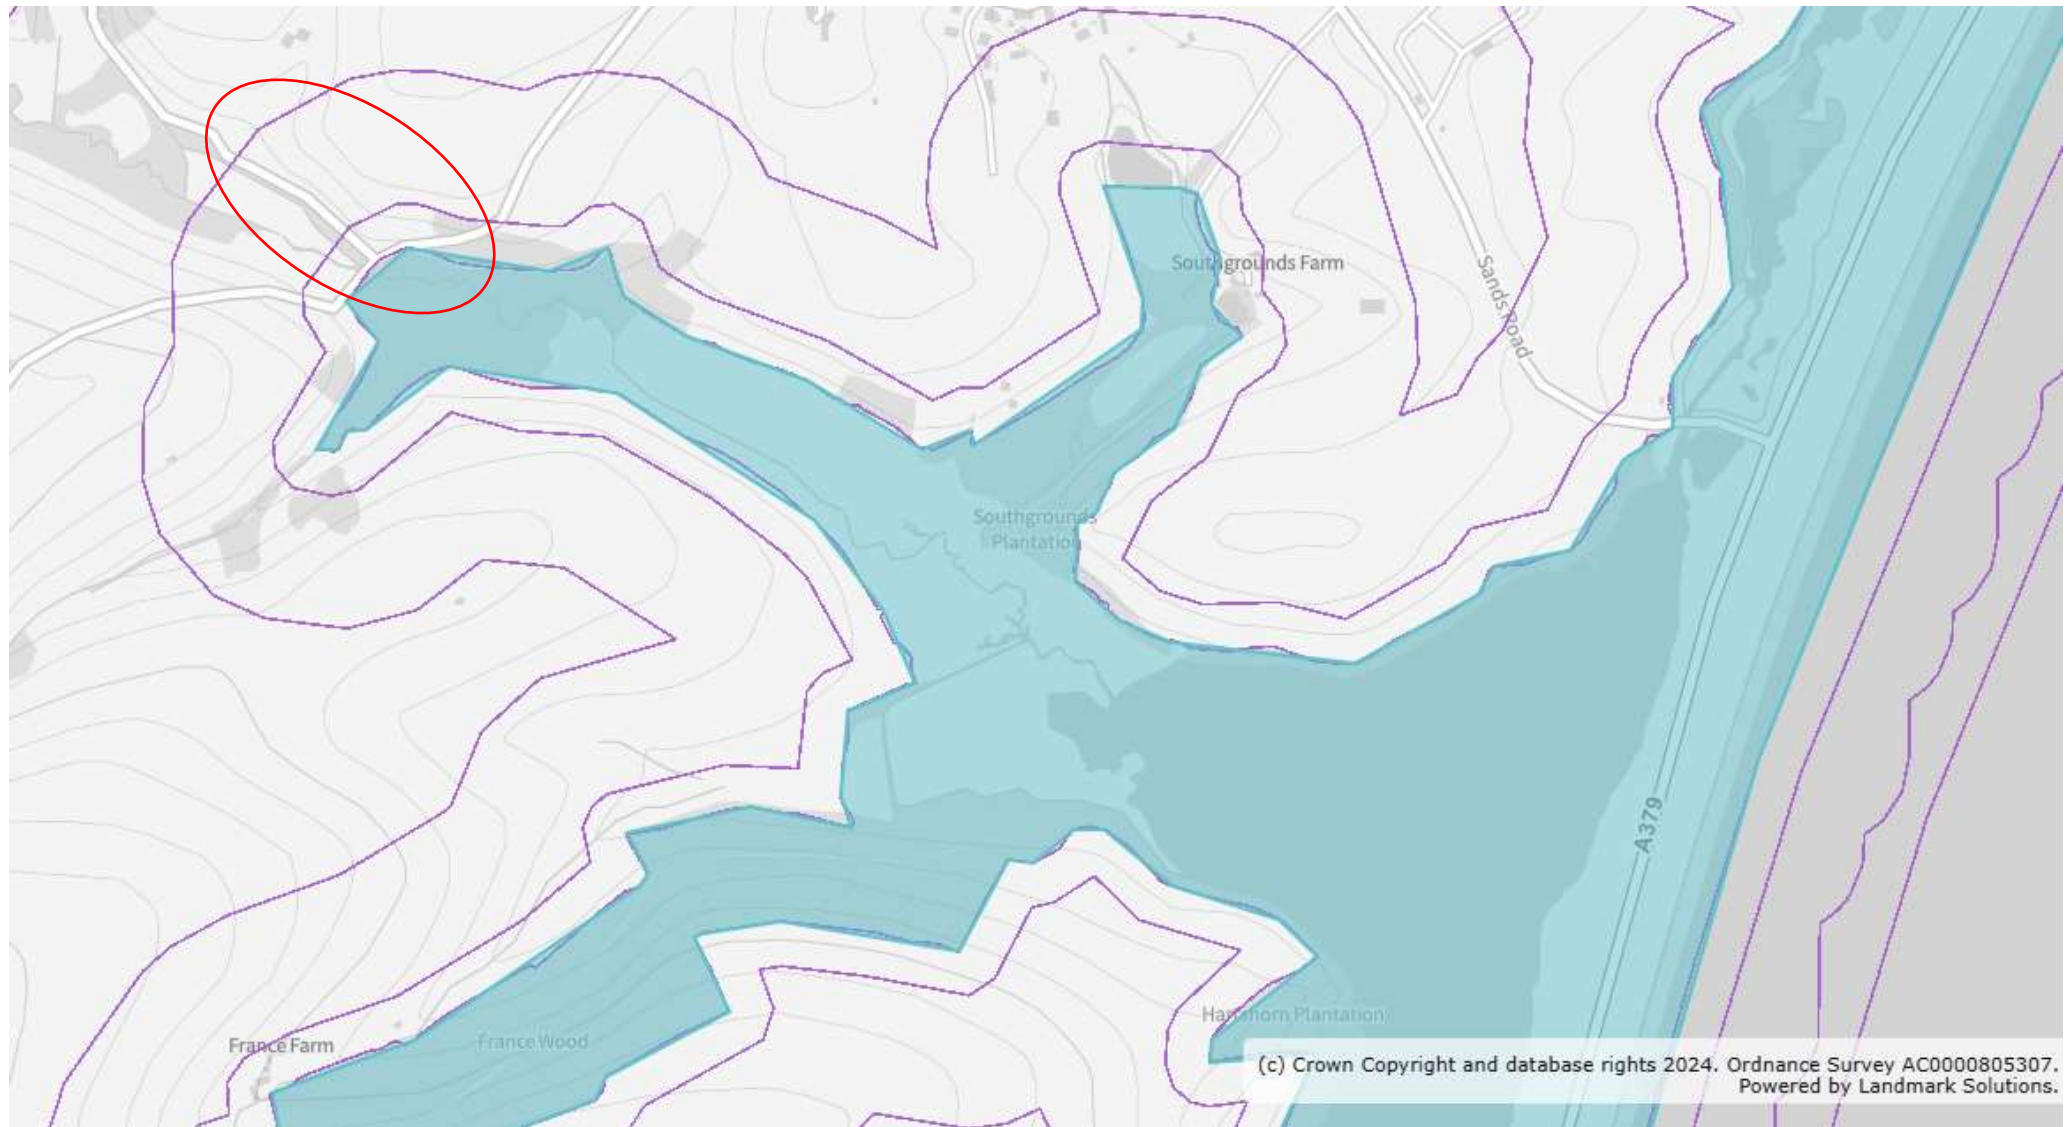 Southgrounds Farm
Sands Road
Southgrounds
Plantation
A379
Hartshorn Plantation
France Wood
France Farm
(c) Crown Copyright and database rights 2024. Ordnance Survey AC0000805307.
Powered by Landmark Solutions.